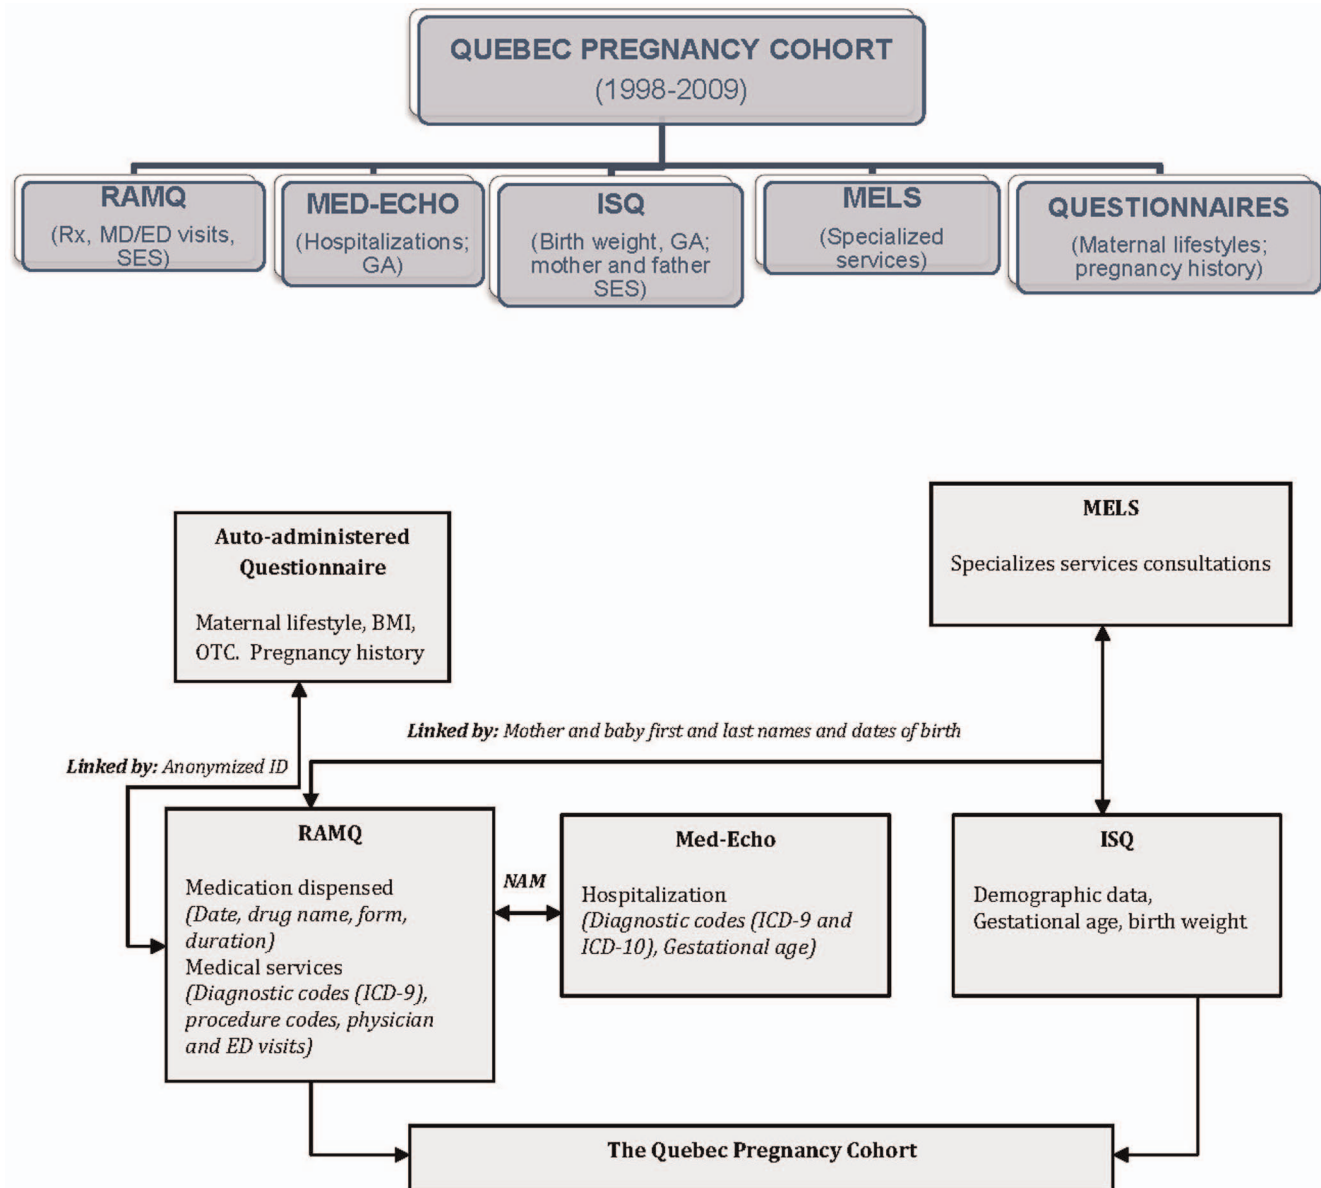 QUEBEC PREGNANCY COHORT
(1998-2009)
RAMQ
(Rx, MD/ED visits,
SES)
MED-ECHO
(Hospitalizations;
GA)
ISQ
(Birth weight, GA;
mother and father
SES)
MELS
(Specialized
services)
QUESTIONNAIRES
(Maternal lifestyles;
pregnancy history)
Auto-administered
Questionnaire
Maternal lifestyle, BMI,
OTC.  Pregnancy history
MELS
Specializes services consultations
Linked by: Mother and baby first and last names and dates of birth
Linked by: Anonymized ID
RAMQ
Medication dispensed
(Date, drug name, form,
duration)
Medical services
(Diagnostic codes (ICD-9),
procedure codes, physician
and ED visits)
NAM
Med-Echo
Hospitalization
(Diagnostic codes (ICD-9 and
ICD-10), Gestational age)
ISQ
Demographic data,
Gestational age, birth weight
The Quebec Pregnancy Cohort